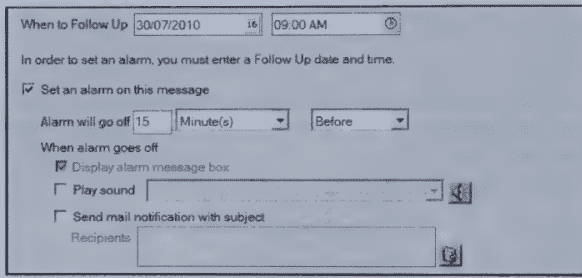 When to Follow Up 30/07/2010 16 09:00 AM
In order to set an alarm, you must enter a Follow Up date and time.
Set an alarm on this message
Alarm will go off 15 Minute(s) Before
When alarm goes off
Display alarm message box
Play sound
Send mail notification with subject
Recipients